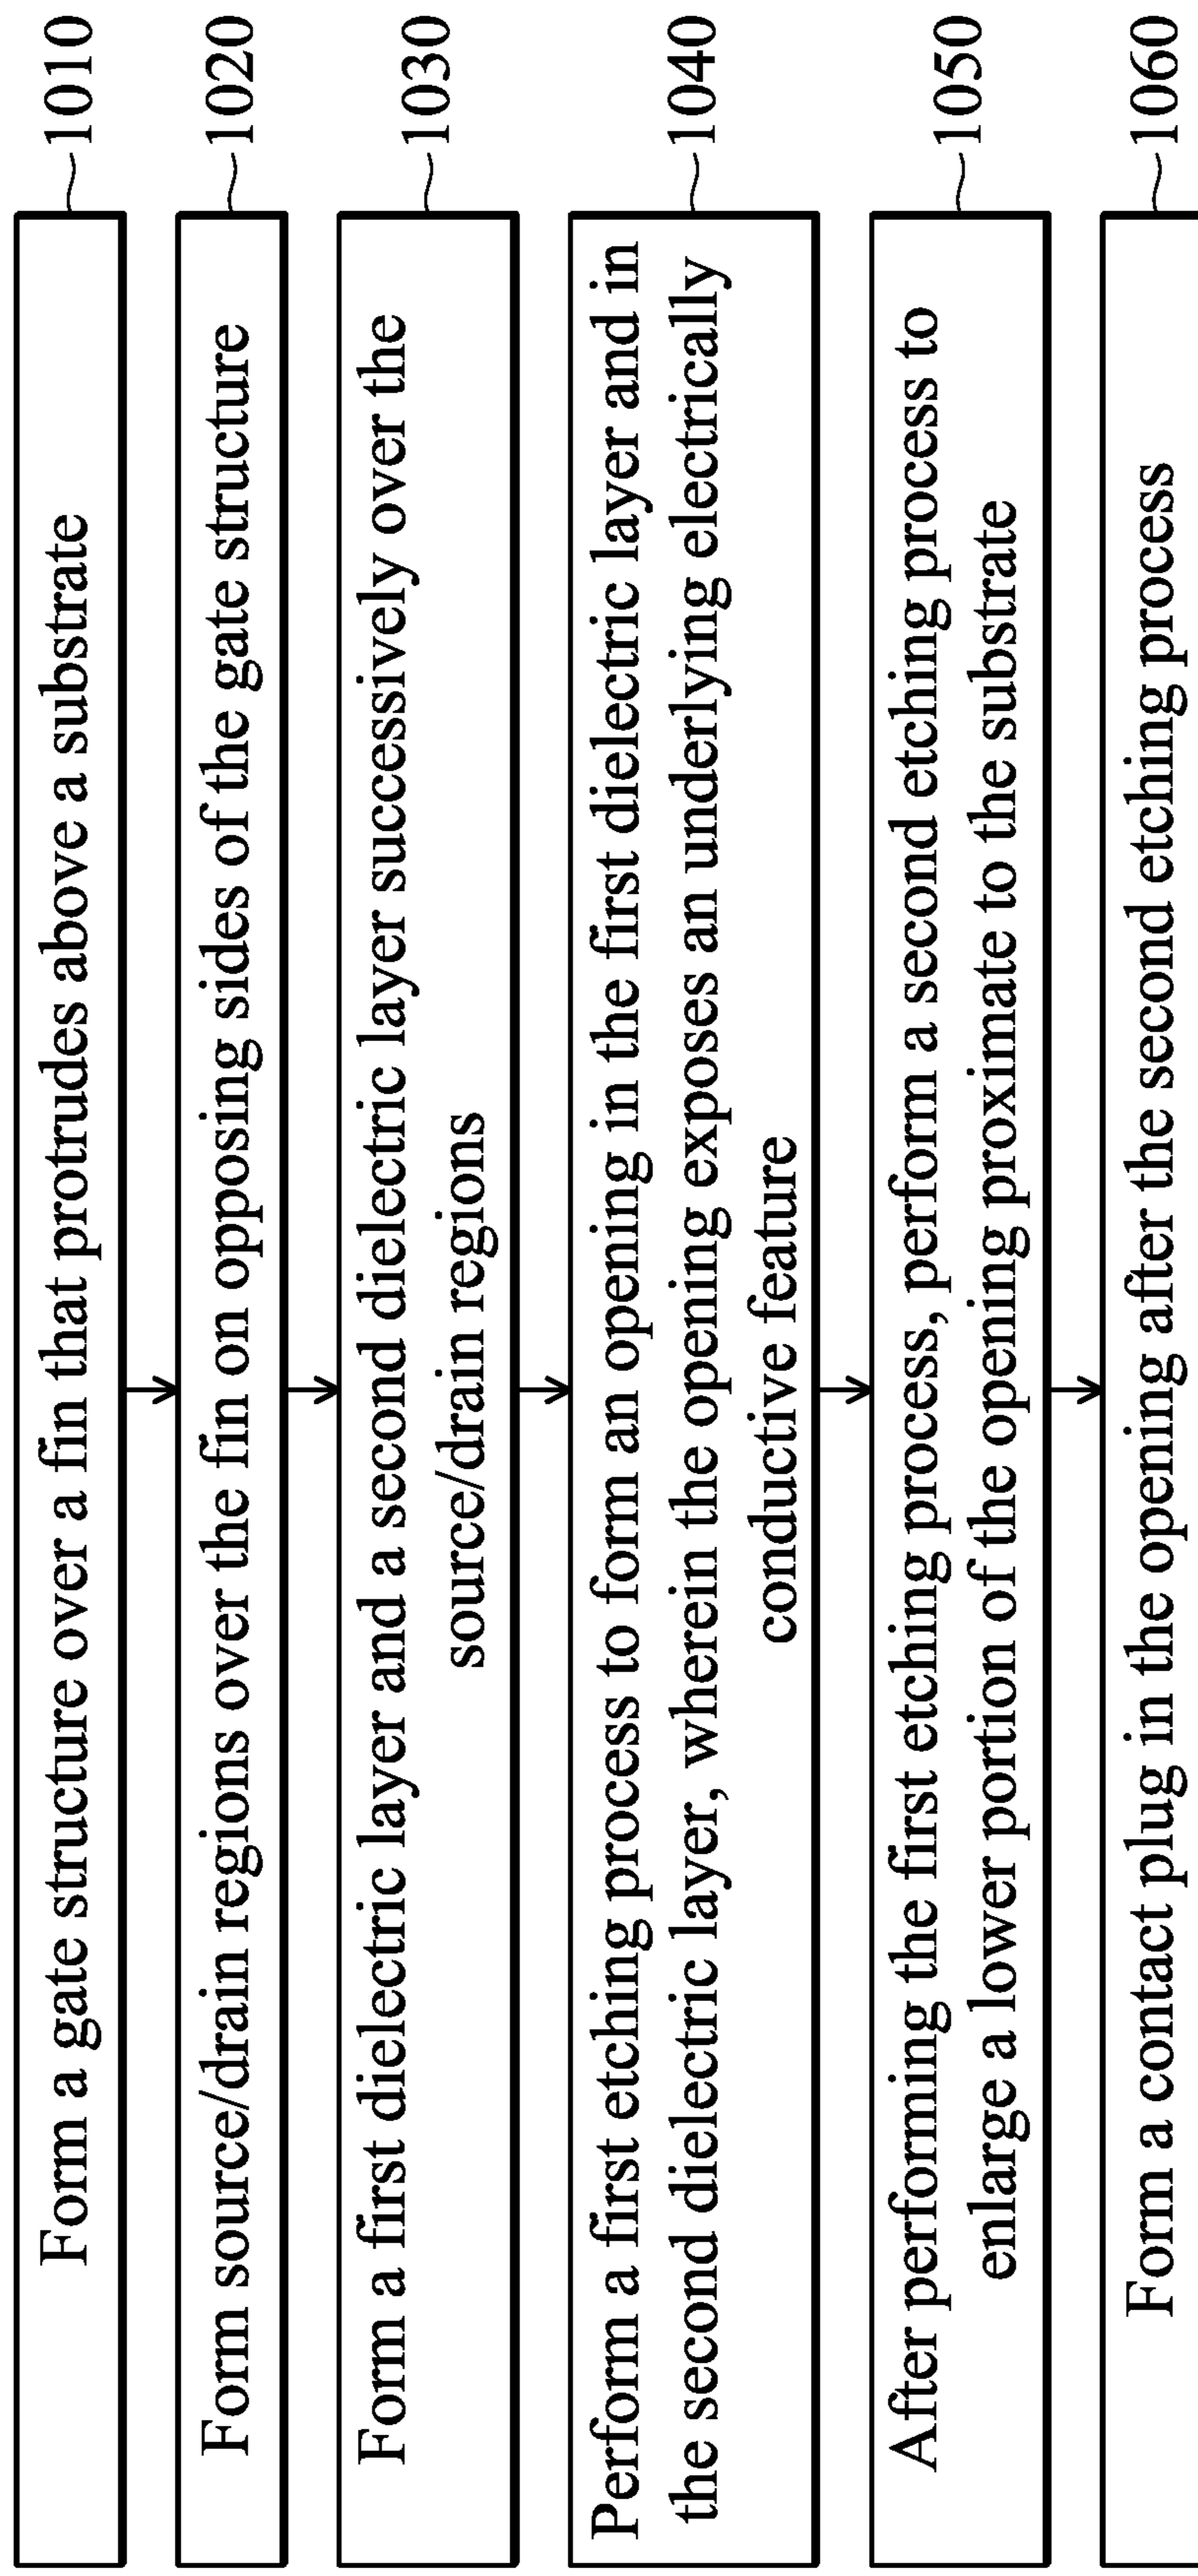 Form a gate structure over a fin that protrudes above a substrate
1010
Form source/drain regions over the fin on opposing sides of the gate structure
1020
Form a first dielectric layer and a second dielectric layer successively over the
source/drain regions
1030
Perform a first etching process to form an opening in the first dielectric layer and in
the second dielectric layer, wherein the opening exposes an underlying electrically
conductive feature
1040
After performing the first etching process, perform a second etching process to
enlarge a lower portion of the opening proximate to the substrate
1050
Form a contact plug in the opening after the second etching process
1060